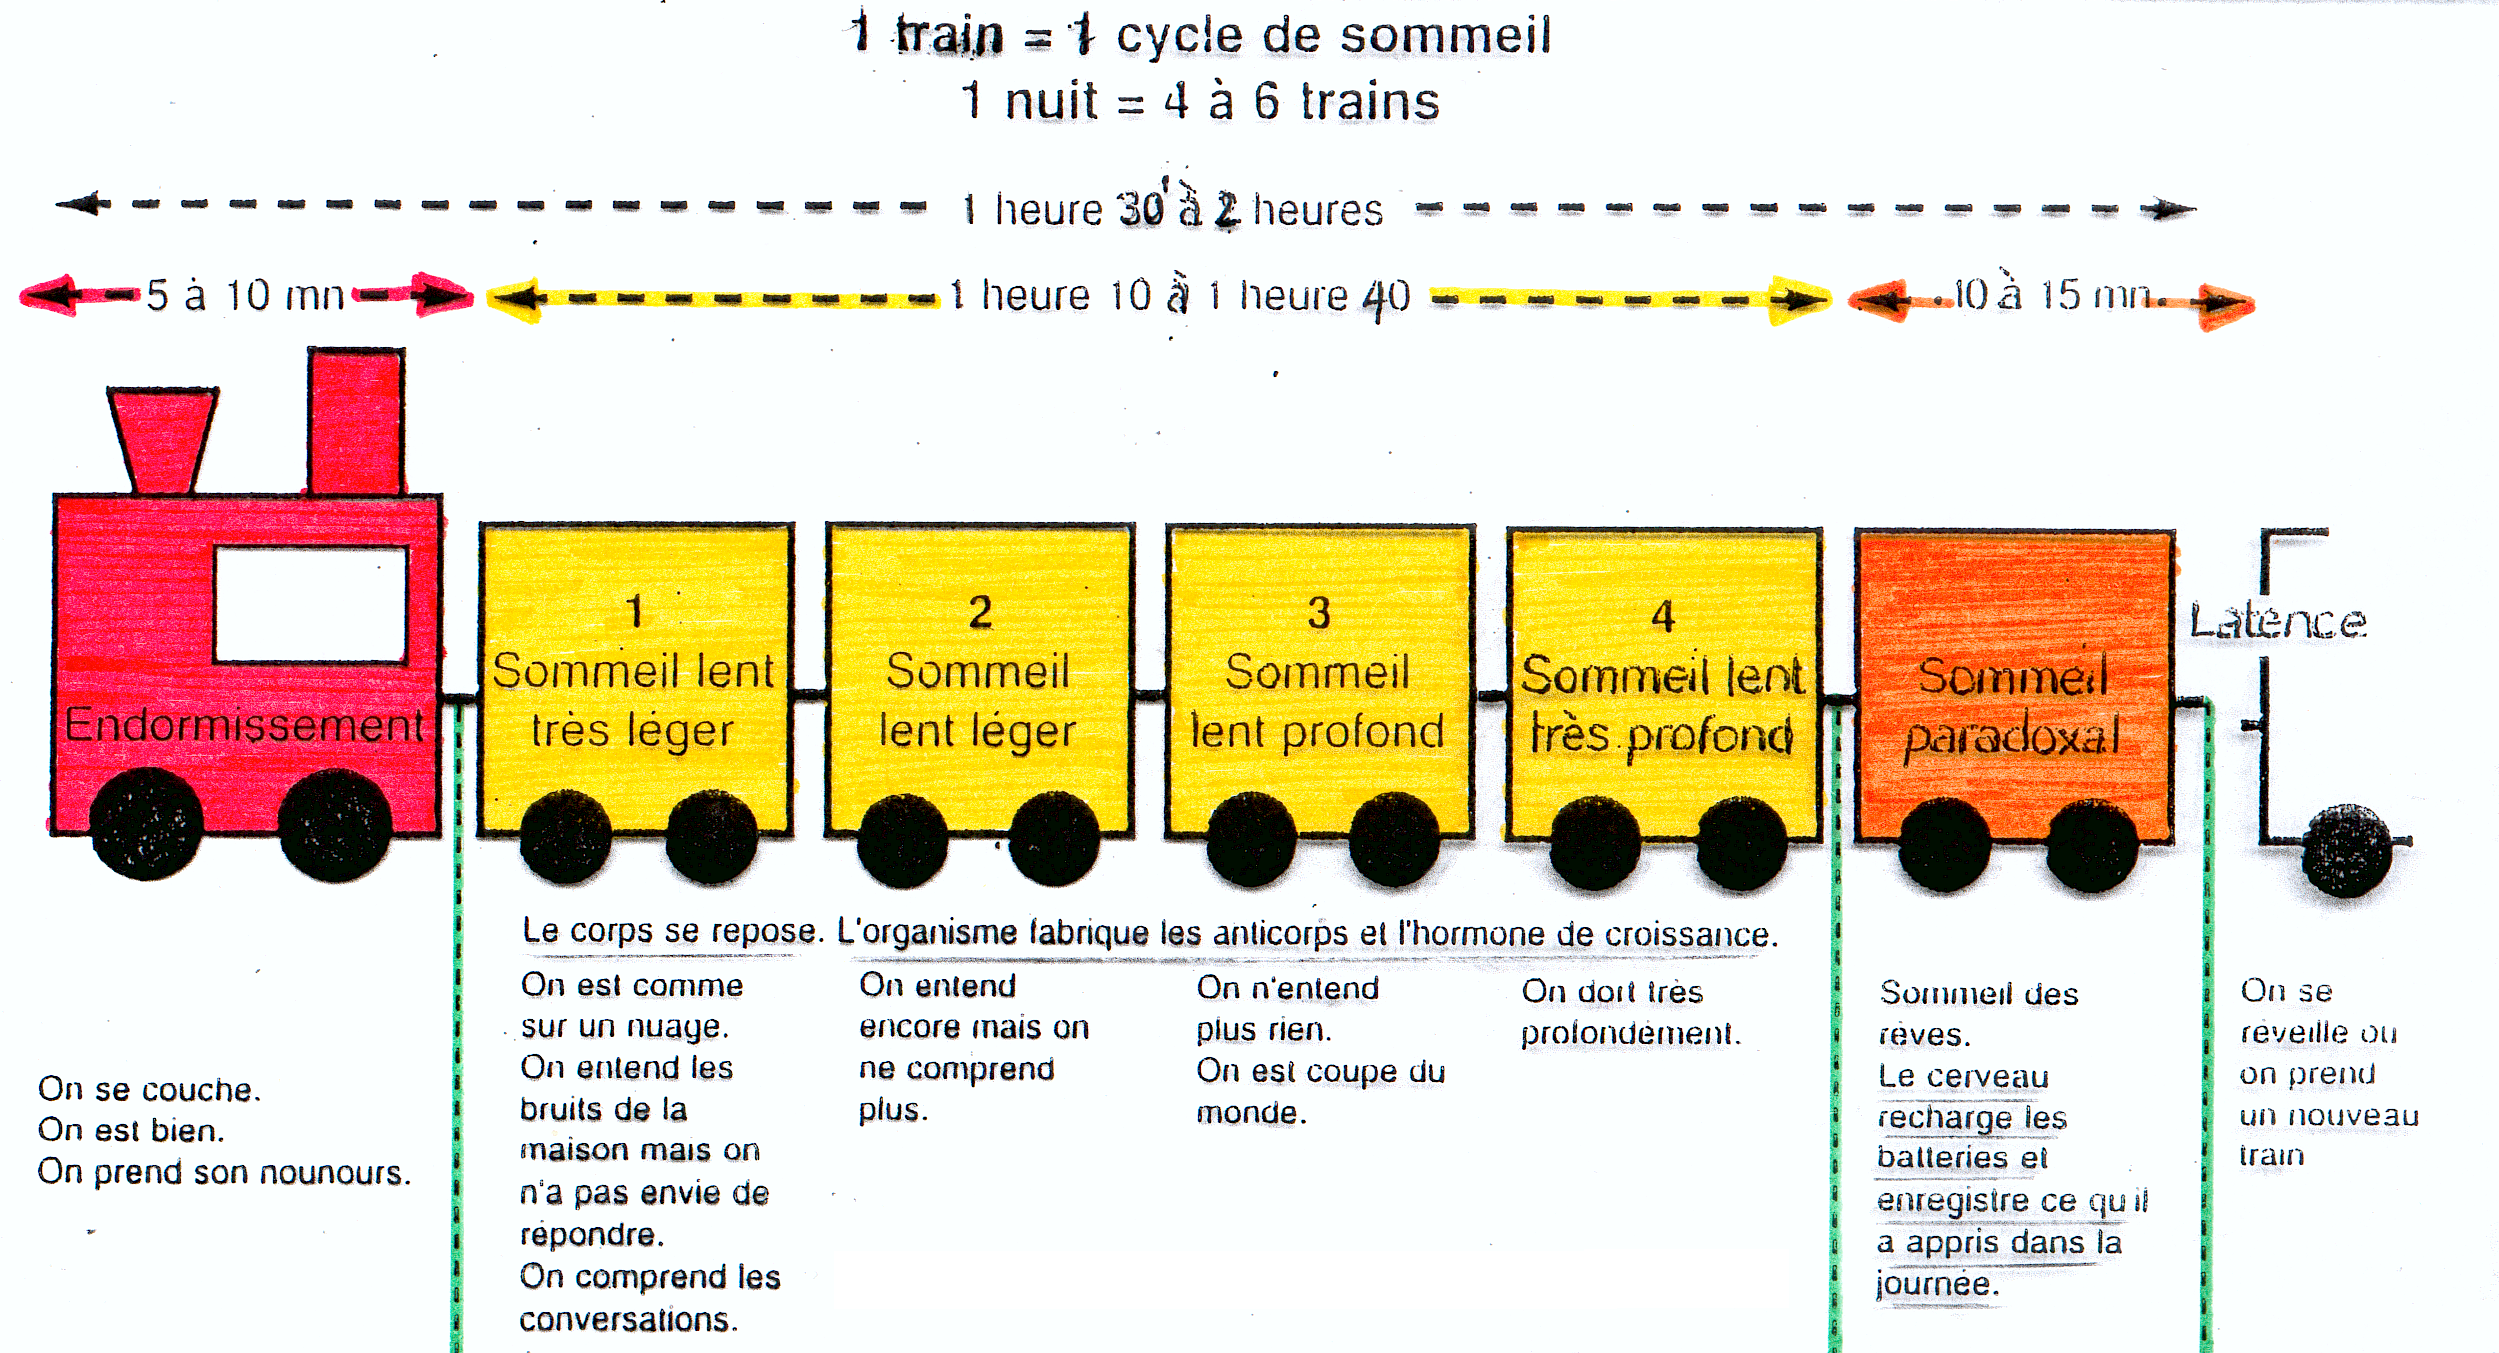 1 train = 1 cycle de sommeil
1 nuit = 4 à 6 trains
1 heure 30' à 2 heures
5 à 10 mn
1 heure 10 à 1 heure 40
10 à 15 mn
Endormissement
1
Sommeil lent
très léger
2
Sommeil
lent léger
3
Sommeil
lent profond
4
Sommeil lent
très profond
Sommeil
paradoxal
Latence
Le corps se repose. L'organisme fabrique les anticorps et l'hormone de croissance.
On se couche.
On est bien.
On prend son nounours.
On est comme
sur un nuage.
On entend les
bruits de la
maison mais on
n'a pas envie de
répondre.
On comprend les
conversations.
On entend
encore mais on
ne comprend
plus.
On n'entend
plus rien.
On est coupe du
monde.
On dort très
profondément.
Sommeil des
rêves.
Le cerveau
recharge les
batteries et
enregistre ce qu'il
a appris dans la
journée.
On se
réveille ou
on prend
un nouveau
train